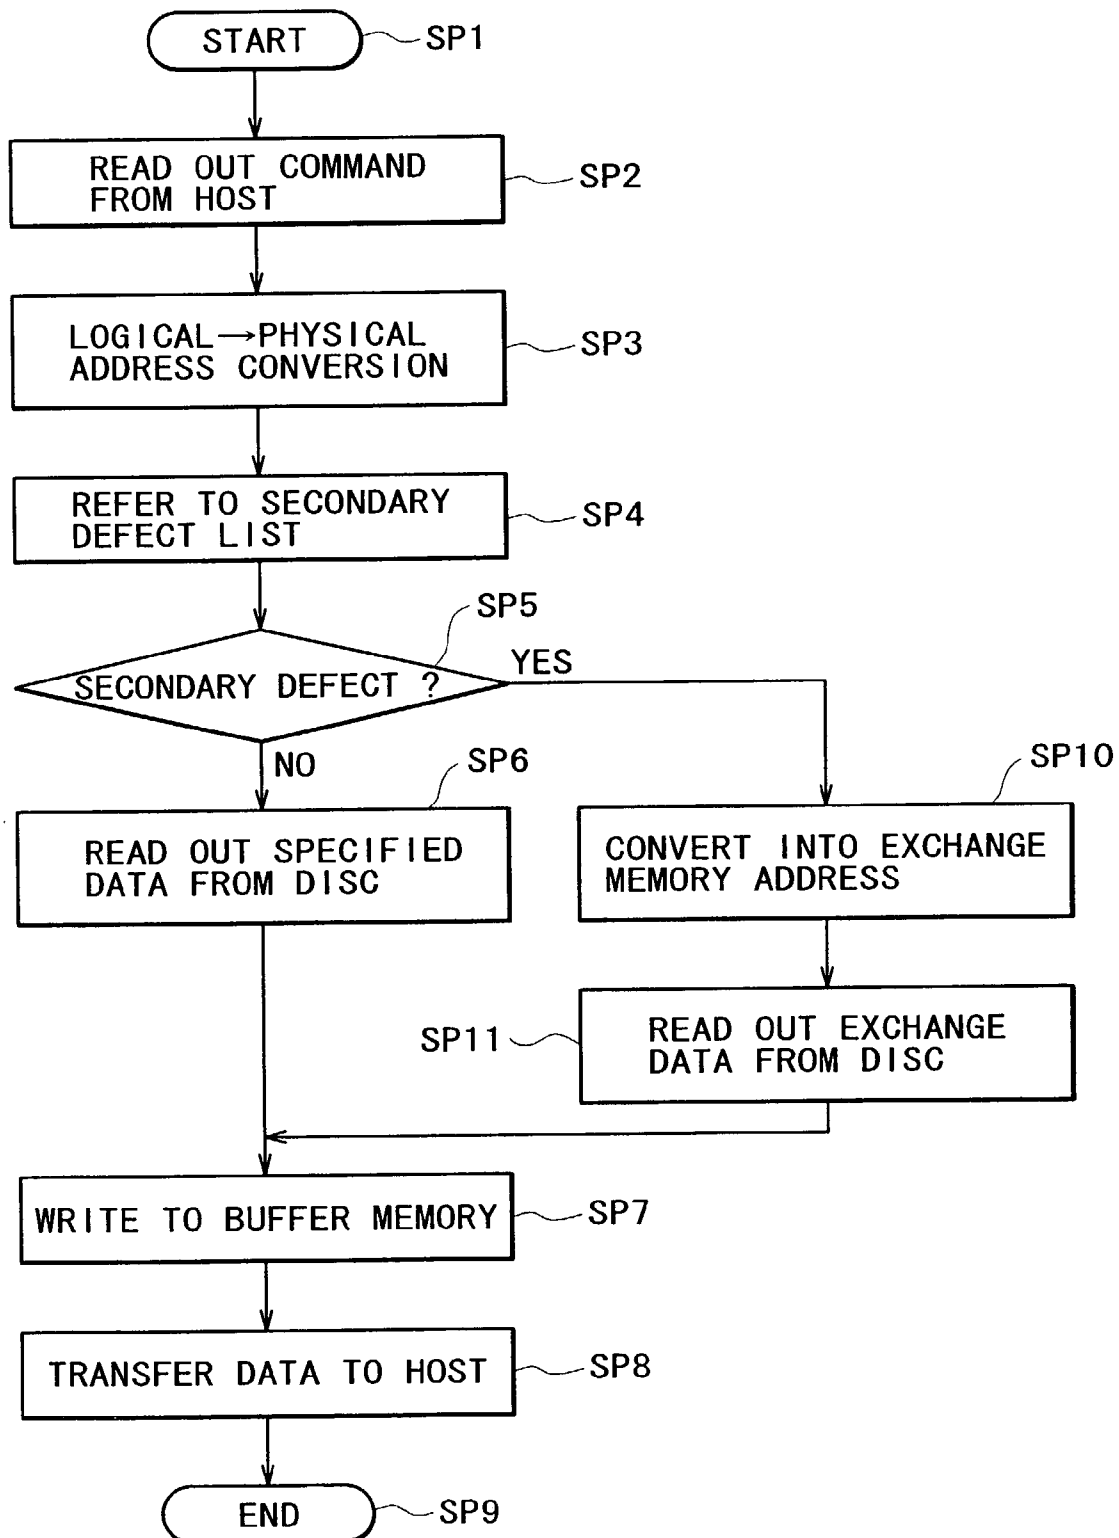 START
SP1
READ OUT COMMAND
FROM HOST
SP2
LOGICAL→PHYSICAL
ADDRESS CONVERSION
SP3
REFER TO SECONDARY
DEFECT LIST
SP4
SP5
SECONDARY DEFECT ?
YES
NO
SP6
READ OUT SPECIFIED
DATA FROM DISC
SP10
CONVERT INTO EXCHANGE
MEMORY ADDRESS
SP11
READ OUT EXCHANGE
DATA FROM DISC
WRITE TO BUFFER MEMORY
SP7
TRANSFER DATA TO HOST
SP8
END
SP9